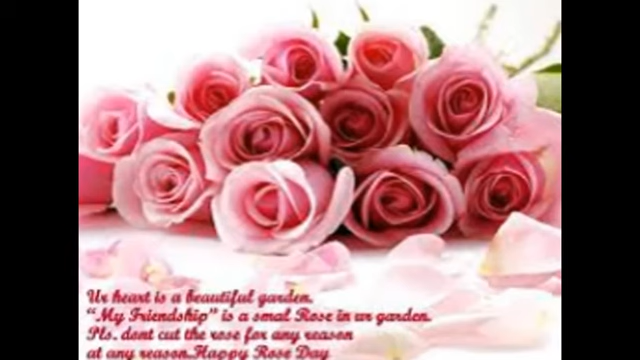 Ur heart is a beautiful garden.
"My Friendship" is a smal Rose in ur garden.
Pls. dont cut the rose for any reason
at any reason..Happy Rose Day